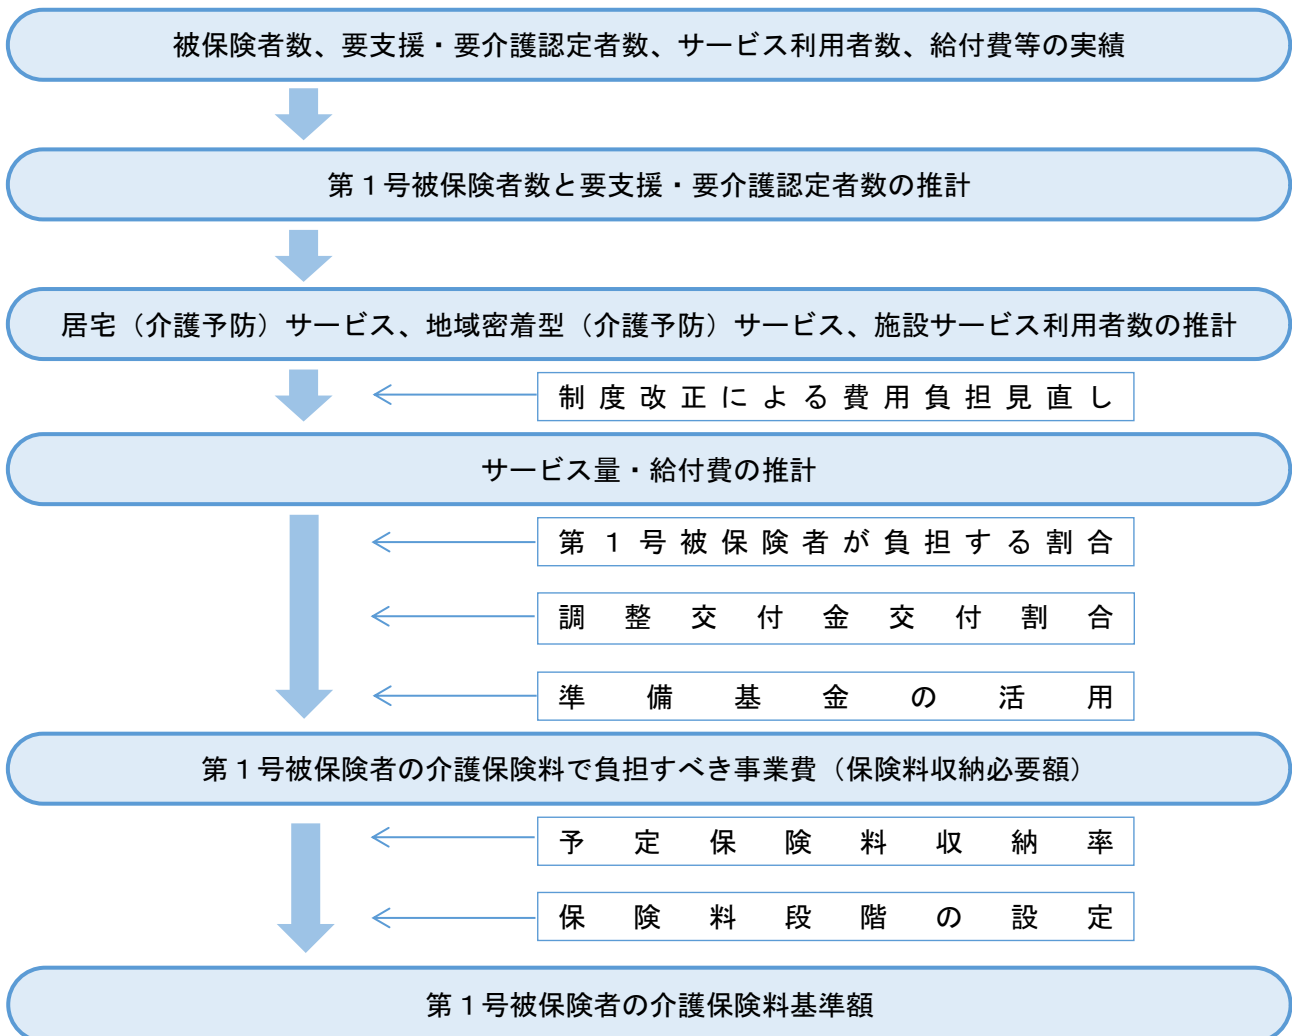 被保険者数、要支援・要介護認定者数、サービス利用者数、給付費等の実績
第１号被保険者数と要支援・要介護認定者数の推計
居宅（介護予防）サービス、地域密着型（介護予防）サービス、施設サービス利用者数の推計
制度改正による費用負担見直し
サービス量・給付費の推計
第１号被保険者が負担する割合
調整交付金交付割合
準備基金の活用
第１号被保険者の介護保険料で負担すべき事業費（保険料収納必要額）
予定保険料収納率
保険料段階の設定
第１号被保険者の介護保険料基準額